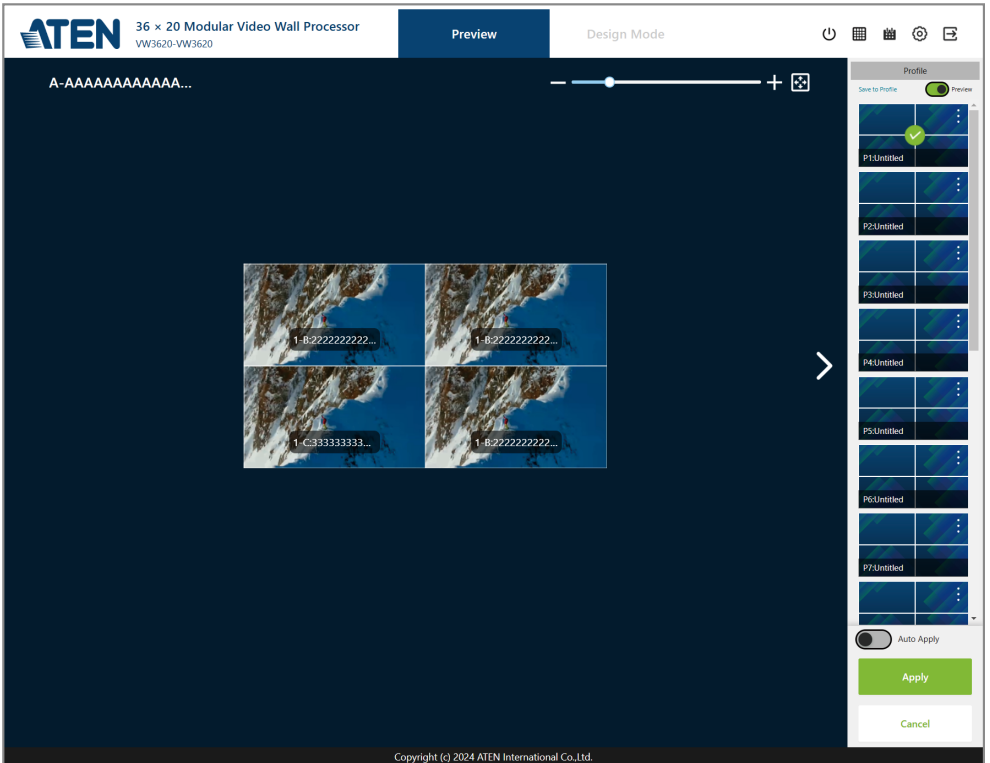 ATEN
36 × 20 Modular Video Wall Processor
VW3620-VW3620
Preview
Design Mode
A-AAAAAAAAAAAA...
Profile
Save to Profile
Preview
P1:Untitled
P2:Untitled
P3:Untitled
P4:Untitled
P5:Untitled
P6:Untitled
P7:Untitled
1-B:2222222222...
1-B:2222222222...
1-C:333333333...
1-B:2222222222...
Auto Apply
Apply
Cancel
Copyright (c) 2024 ATEN International Co.,Ltd.